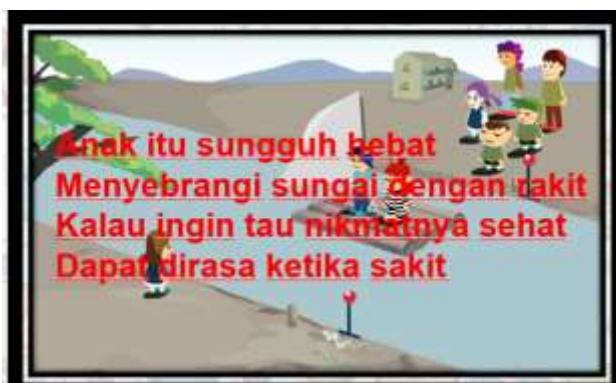 Anak itu sungguh hebat
Menyebrangi sungai dengan rakit
Kalau ingin tau nikmatnya sehat
Dapat dirasa ketika sakit